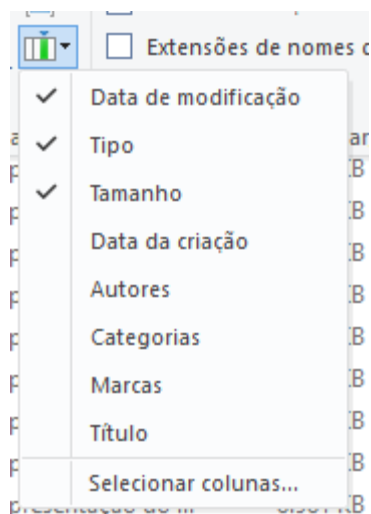 Extensões de nomes
Data de modificação
Tipo
Tamanho
Data da criação
Autores
Categorias
Marcas
Título
Selecionar colunas...